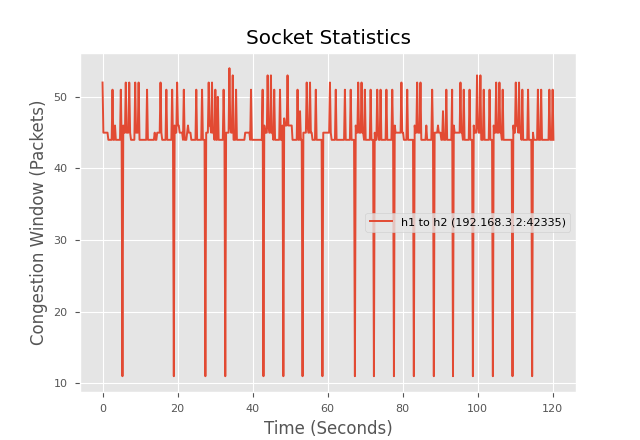 Socket Statistics
Congestion Window (Packets)
50
40
30
20
10
h1 to h2 (192.168.3.2:42335)
0 20 40 60 80 100 120
Time (Seconds)